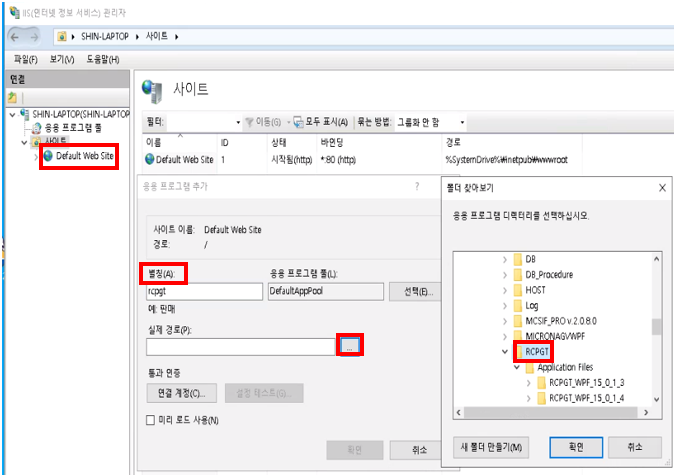 IIS(인터넷 정보 서비스) 관리자
SHIN-LAPTOP ▸ 사이트 ▸
파일(F) 보기(V) 도움말(H)
연결
SHIN-LAPTOP(SHIN-LAPTOP
응용 프로그램 풀
사이트
Default Web Site
사이트
필터: 이동(G) 모두 표시(A) 묶는 방법: 그룹화 안 함
이름 ID 상태 바인딩 경로
Default Web Site 1 시작됨(http) *:80 (http) %SystemDrive%₩inetpub₩wwwroot
응용 프로그램 추가 ?
사이트 이름: Default Web Site
경로: /
별칭(A): 응용 프로그램 풀(L):
rcpgt DefaultAppPool 선택(E)...
예: 판매
실제 경로(P):
...
통과 인증
연결 계정(C)... 설정 테스트(G)...
미리 로드 사용(N)
확인 취소
폴더 찾아보기
응용 프로그램 디렉터리를 선택하십시오.
DB
DB_Procedure
HOST
Log
MCSIF_PRO v.2.0.8.0
MICRONAGVWPF
RCPGT
Application Files
RCPGT_WPF_15_0_1_3
RCPGT_WPF_15_0_1_4
새 폴더 만들기(M) 확인 취소